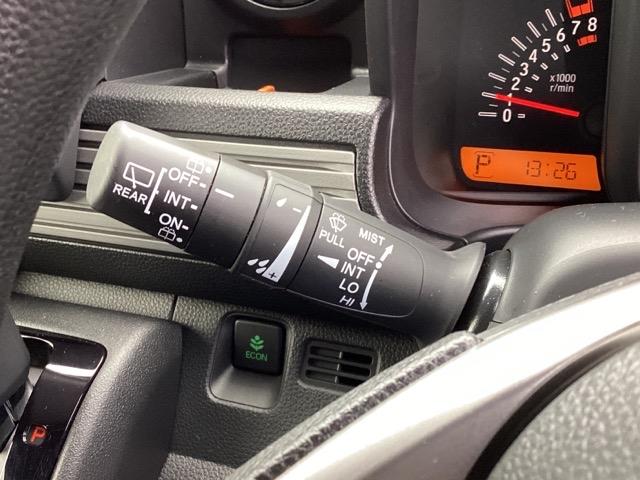 8
7
6
5
4
3
2
1
0
x1000
r/min
P
13:26
REAR
OFF-
INT-
ON-
- 
+
PULL
MIST
OFF
INT
LO
HI
ECON
P